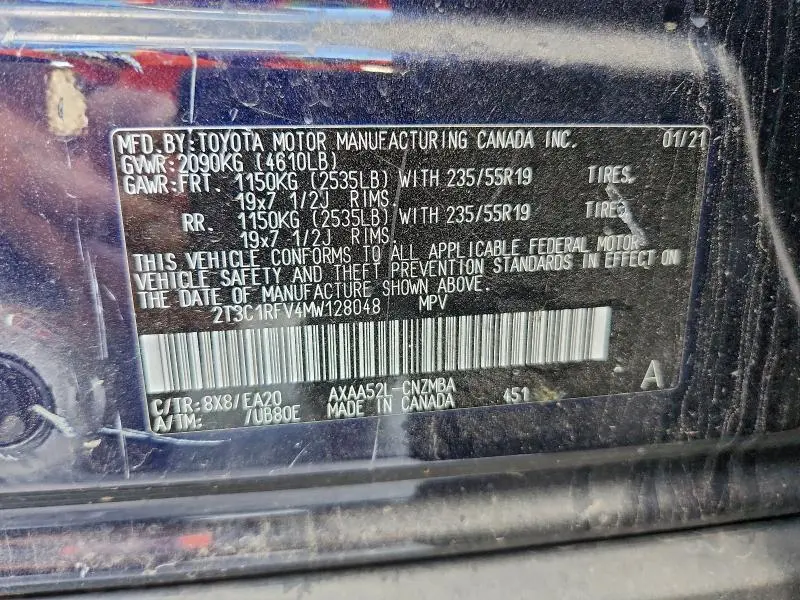 MFD. BY: TOYOTA MOTOR MANUFACTURING CANADA INC. 01/21
GVWR: 2090KG (4610LB)
GAWR: FRT. 1150KG (2535LB) WITH 235/55R19 TIRES.
19x7 1/2J RIMS.
RR. 1150KG (2535LB) WITH 235/55R19 TIRES
19x7 1/2J RIMS.
THIS VEHICLE CONFORMS TO ALL APPLICABLE FEDERAL MOTOR
VEHICLE SAFETY AND THEFT PREVENTION STANDARDS IN EFFECT ON
THE DATE OF MANUFACTURE SHOWN ABOVE.
2T3C1RFV4MW128048 MPV
C/TR: 8X8/EA20 AXAA52L-CNZMBA 451 A
A/TM: /UB80E MADE IN CANADA